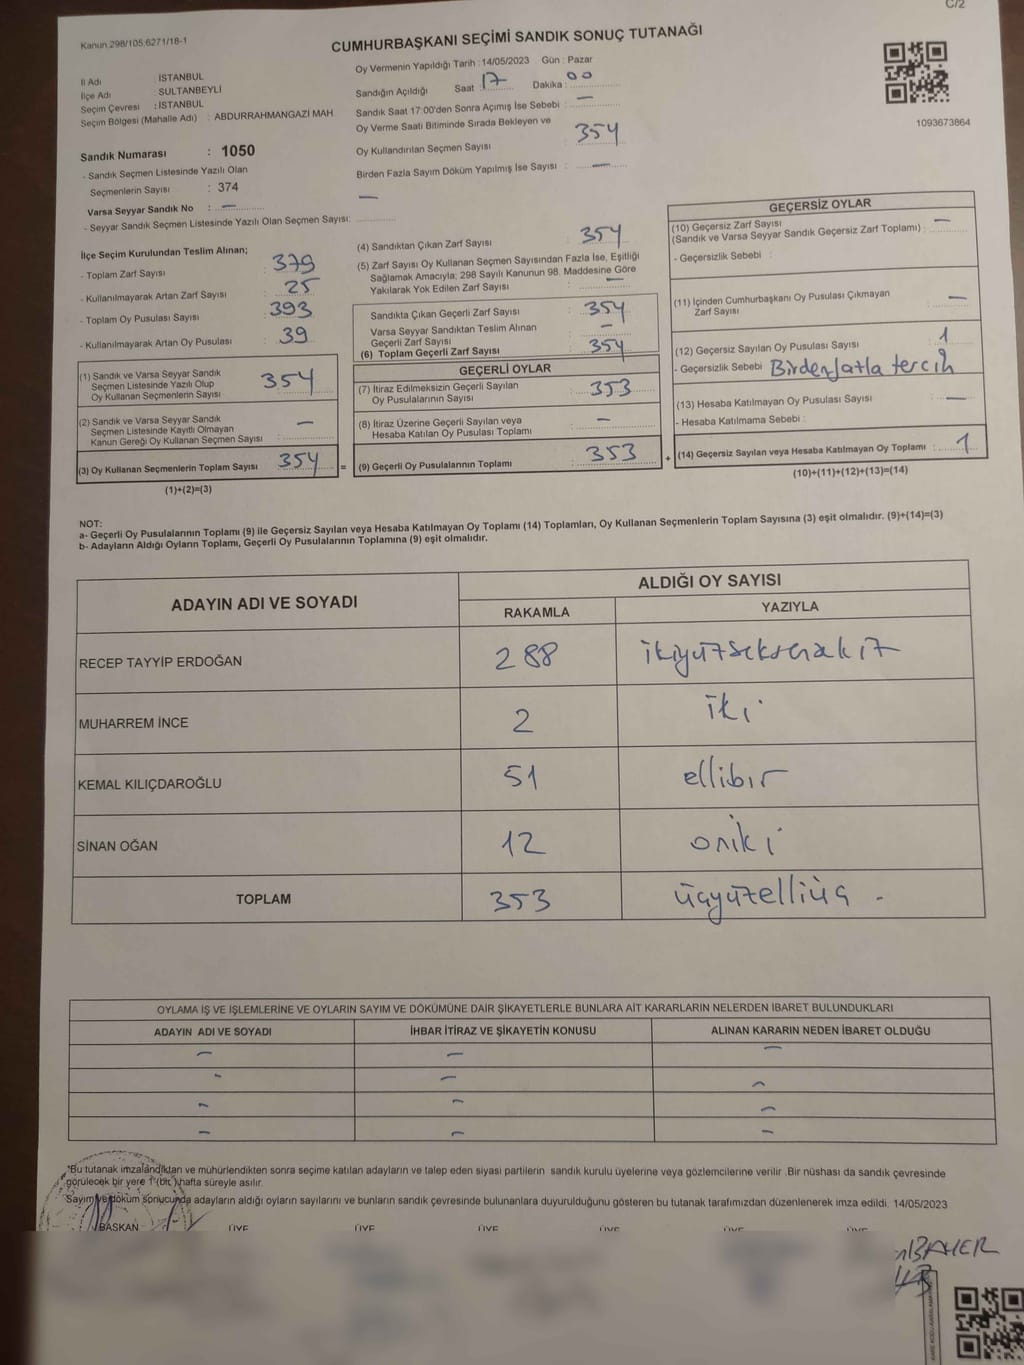 C/2
Kanun:298/105;6271/18-1
CUMHURBAŞKANI SEÇİMİ SANDIK SONUÇ TUTANAĞI
İl Adı : İSTANBUL
İlçe Adı : SULTANBEYLİ
Seçim Çevresi : İSTANBUL
Seçim Bölgesi (Mahalle Adı) : ABDURRAHMANGAZİ MAH
Sandık Numarası : 1050
- Sandık Seçmen Listesinde Yazılı Olan
Seçmenlerin Sayısı : 374
Varsa Seyyar Sandık No : —
- Seyyar Sandık Seçmen Listesinde Yazılı Olan Seçmen Sayısı: —
Oy Vermenin Yapıldığı Tarih : 14/05/2023 Gün : Pazar
Sandığın Açıldığı Saat : 17 Dakika : 00
Sandık Saat 17:00'den Sonra Açımış İse Sebebi : —
Oy Verme Saati Bitiminde Sırada Bekleyen ve
Oy Kullandırılan Seçmen Sayısı : 354
Birden Fazla Sayım Döküm Yapılmış İse Sayısı : —
1093673864
İlçe Seçim Kurulundan Teslim Alınan;
- Toplam Zarf Sayısı : 379
- Kullanılmayarak Artan Zarf Sayısı : 25
- Toplam Oy Pusulası Sayısı : 393
- Kullanılmayarak Artan Oy Pusulası : 39
(1) Sandık ve Varsa Seyyar Sandık
Seçmen Listesinde Yazılı Olup
Oy Kullanan Seçmenlerin Sayısı : 354
(2) Sandık ve Varsa Seyyar Sandık
Seçmen Listesinde Kayıtlı Olmayan
Kanun Gereği Oy Kullanan Seçmen Sayısı : —
(3) Oy Kullanan Seçmenlerin Toplam Sayısı : 354
(1)+(2)=(3)
=
(4) Sandıktan Çıkan Zarf Sayısı : 354
(5) Zarf Sayısı Oy Kullanan Seçmen Sayısından Fazla İse, Eşitliği
Sağlamak Amacıyla; 298 Sayılı Kanunun 98. Maddesine Göre
Yakılarak Yok Edilen Zarf Sayısı : —
Sandıkta Çıkan Geçerli Zarf Sayısı : 354
Varsa Seyyar Sandıktan Teslim Alınan
Geçerli Zarf Sayısı : —
(6) Toplam Geçerli Zarf Sayısı : 354
GEÇERLİ OYLAR
(7) İtiraz Edilmeksizin Geçerli Sayılan
Oy Pusulalarının Sayısı : 353
(8) İtiraz Üzerine Geçerli Sayılan veya
Hesaba Katılan Oy Pusulası Toplamı : —
(9) Geçerli Oy Pusulalarının Toplamı : 353
+
GEÇERSİZ OYLAR
(10) Geçersiz Zarf Sayısı
(Sandık ve Varsa Seyyar Sandık Geçersiz Zarf Toplamı) : —
- Geçersizlik Sebebi :
(11) İçinden Cumhurbaşkanı Oy Pusulası Çıkmayan
Zarf Sayısı : —
(12) Geçersiz Sayılan Oy Pusulası Sayısı : 1
- Geçersizlik Sebebi : Birdenfatla tercih
(13) Hesaba Katılmayan Oy Pusulası Sayısı : —
- Hesaba Katılmama Sebebi :
(14) Geçersiz Sayılan veya Hesaba Katılmayan Oy Toplamı : 1
(10)+(11)+(12)+(13)=(14)
NOT:
a- Geçerli Oy Pusulalarının Toplamı (9) ile Geçersiz Sayılan veya Hesaba Katılmayan Oy Toplamı (14) Toplamları, Oy Kullanan Seçmenlerin Toplam Sayısına (3) eşit olmalıdır. (9)+(14)=(3)
b- Adayların Aldığı Oyların Toplamı, Geçerli Oy Pusulalarının Toplamına (9) eşit olmalıdır.
ADAYIN ADI VE SOYADI
ALDIĞI OY SAYISI
RAKAMLA YAZIYLA
RECEP TAYYİP ERDOĞAN 288 ikiyüzseksenakiz
MUHARREM İNCE 2 iki
KEMAL KILIÇDAROĞLU 51 ellibir
SİNAN OĞAN 12 oniki
TOPLAM 353 üçyüzelliüç -
OYLAMA İŞ VE İŞLEMLERİNE VE OYLARIN SAYIM VE DÖKÜMÜNE DAİR ŞİKAYETLERLE BUNLARA AİT KARARLARIN NELERDEN İBARET BULUNDUKLARI
ADAYIN ADI VE SOYADI İHBAR İTİRAZ VE ŞİKAYETİN KONUSU ALINAN KARARIN NEDEN İBARET OLDUĞU
— — —
— — —
— — —
— — —
*Bu tutanak imzalandıktan ve mühürlendikten sonra seçime katılan adayların ve talep eden siyasi partilerin sandık kurulu üyelerine veya gözlemcilerine verilir. Bir nüshası da sandık çevresinde
görülecek bir yere 1 (bir) hafta süreyle asılır.
*Sayım ve döküm sonucunda adayların aldığı oyların sayılarını ve bunların sandık çevresinde bulunanlara duyurulduğunu gösteren bu tutanak tarafımızdan düzenlenerek imza edildi. 14/05/2023
BAŞKAN ÜYE ÜYE ÜYE ÜYE ÜYE ÜYE